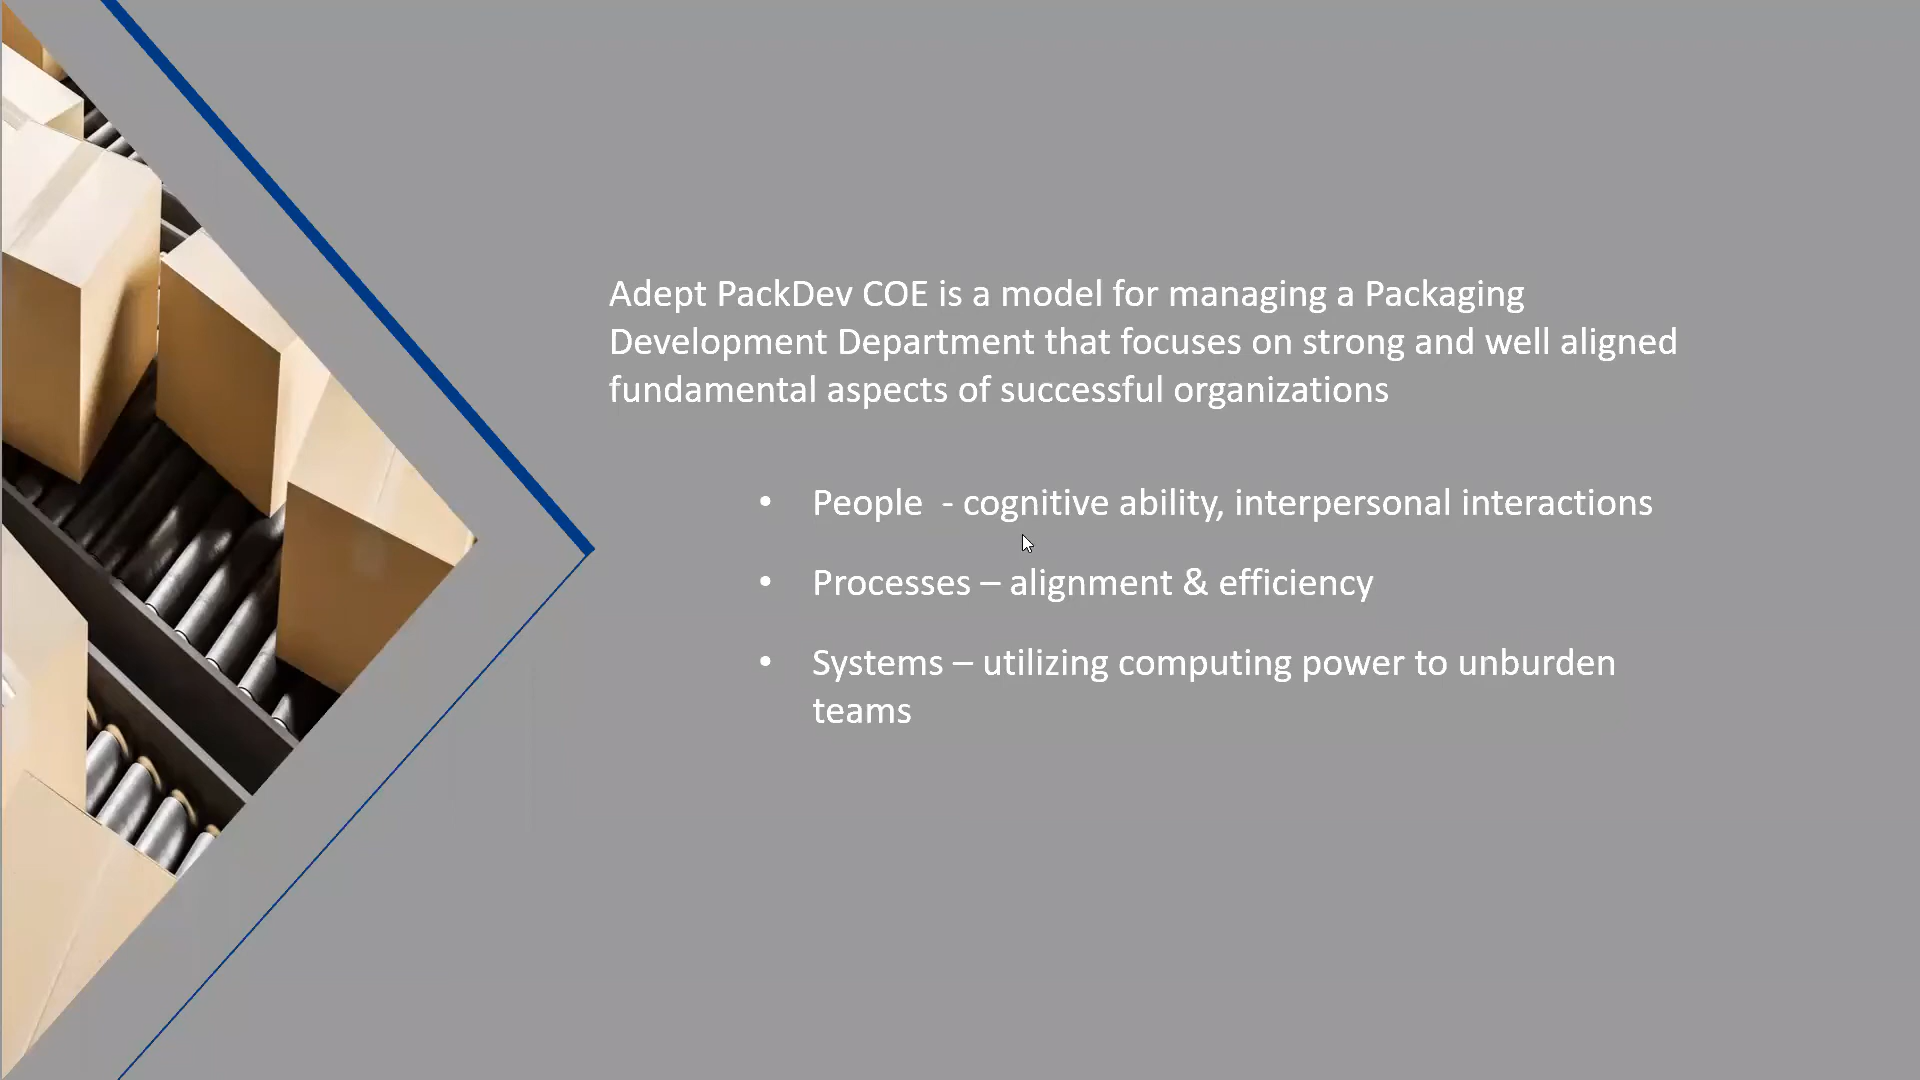 Adept PackDev COE is a model for managing a Packaging
Development Department that focuses on strong and well aligned
fundamental aspects of successful organizations
• People  - cognitive ability, interpersonal interactions
• Processes – alignment & efficiency
• Systems – utilizing computing power to unburden
teams